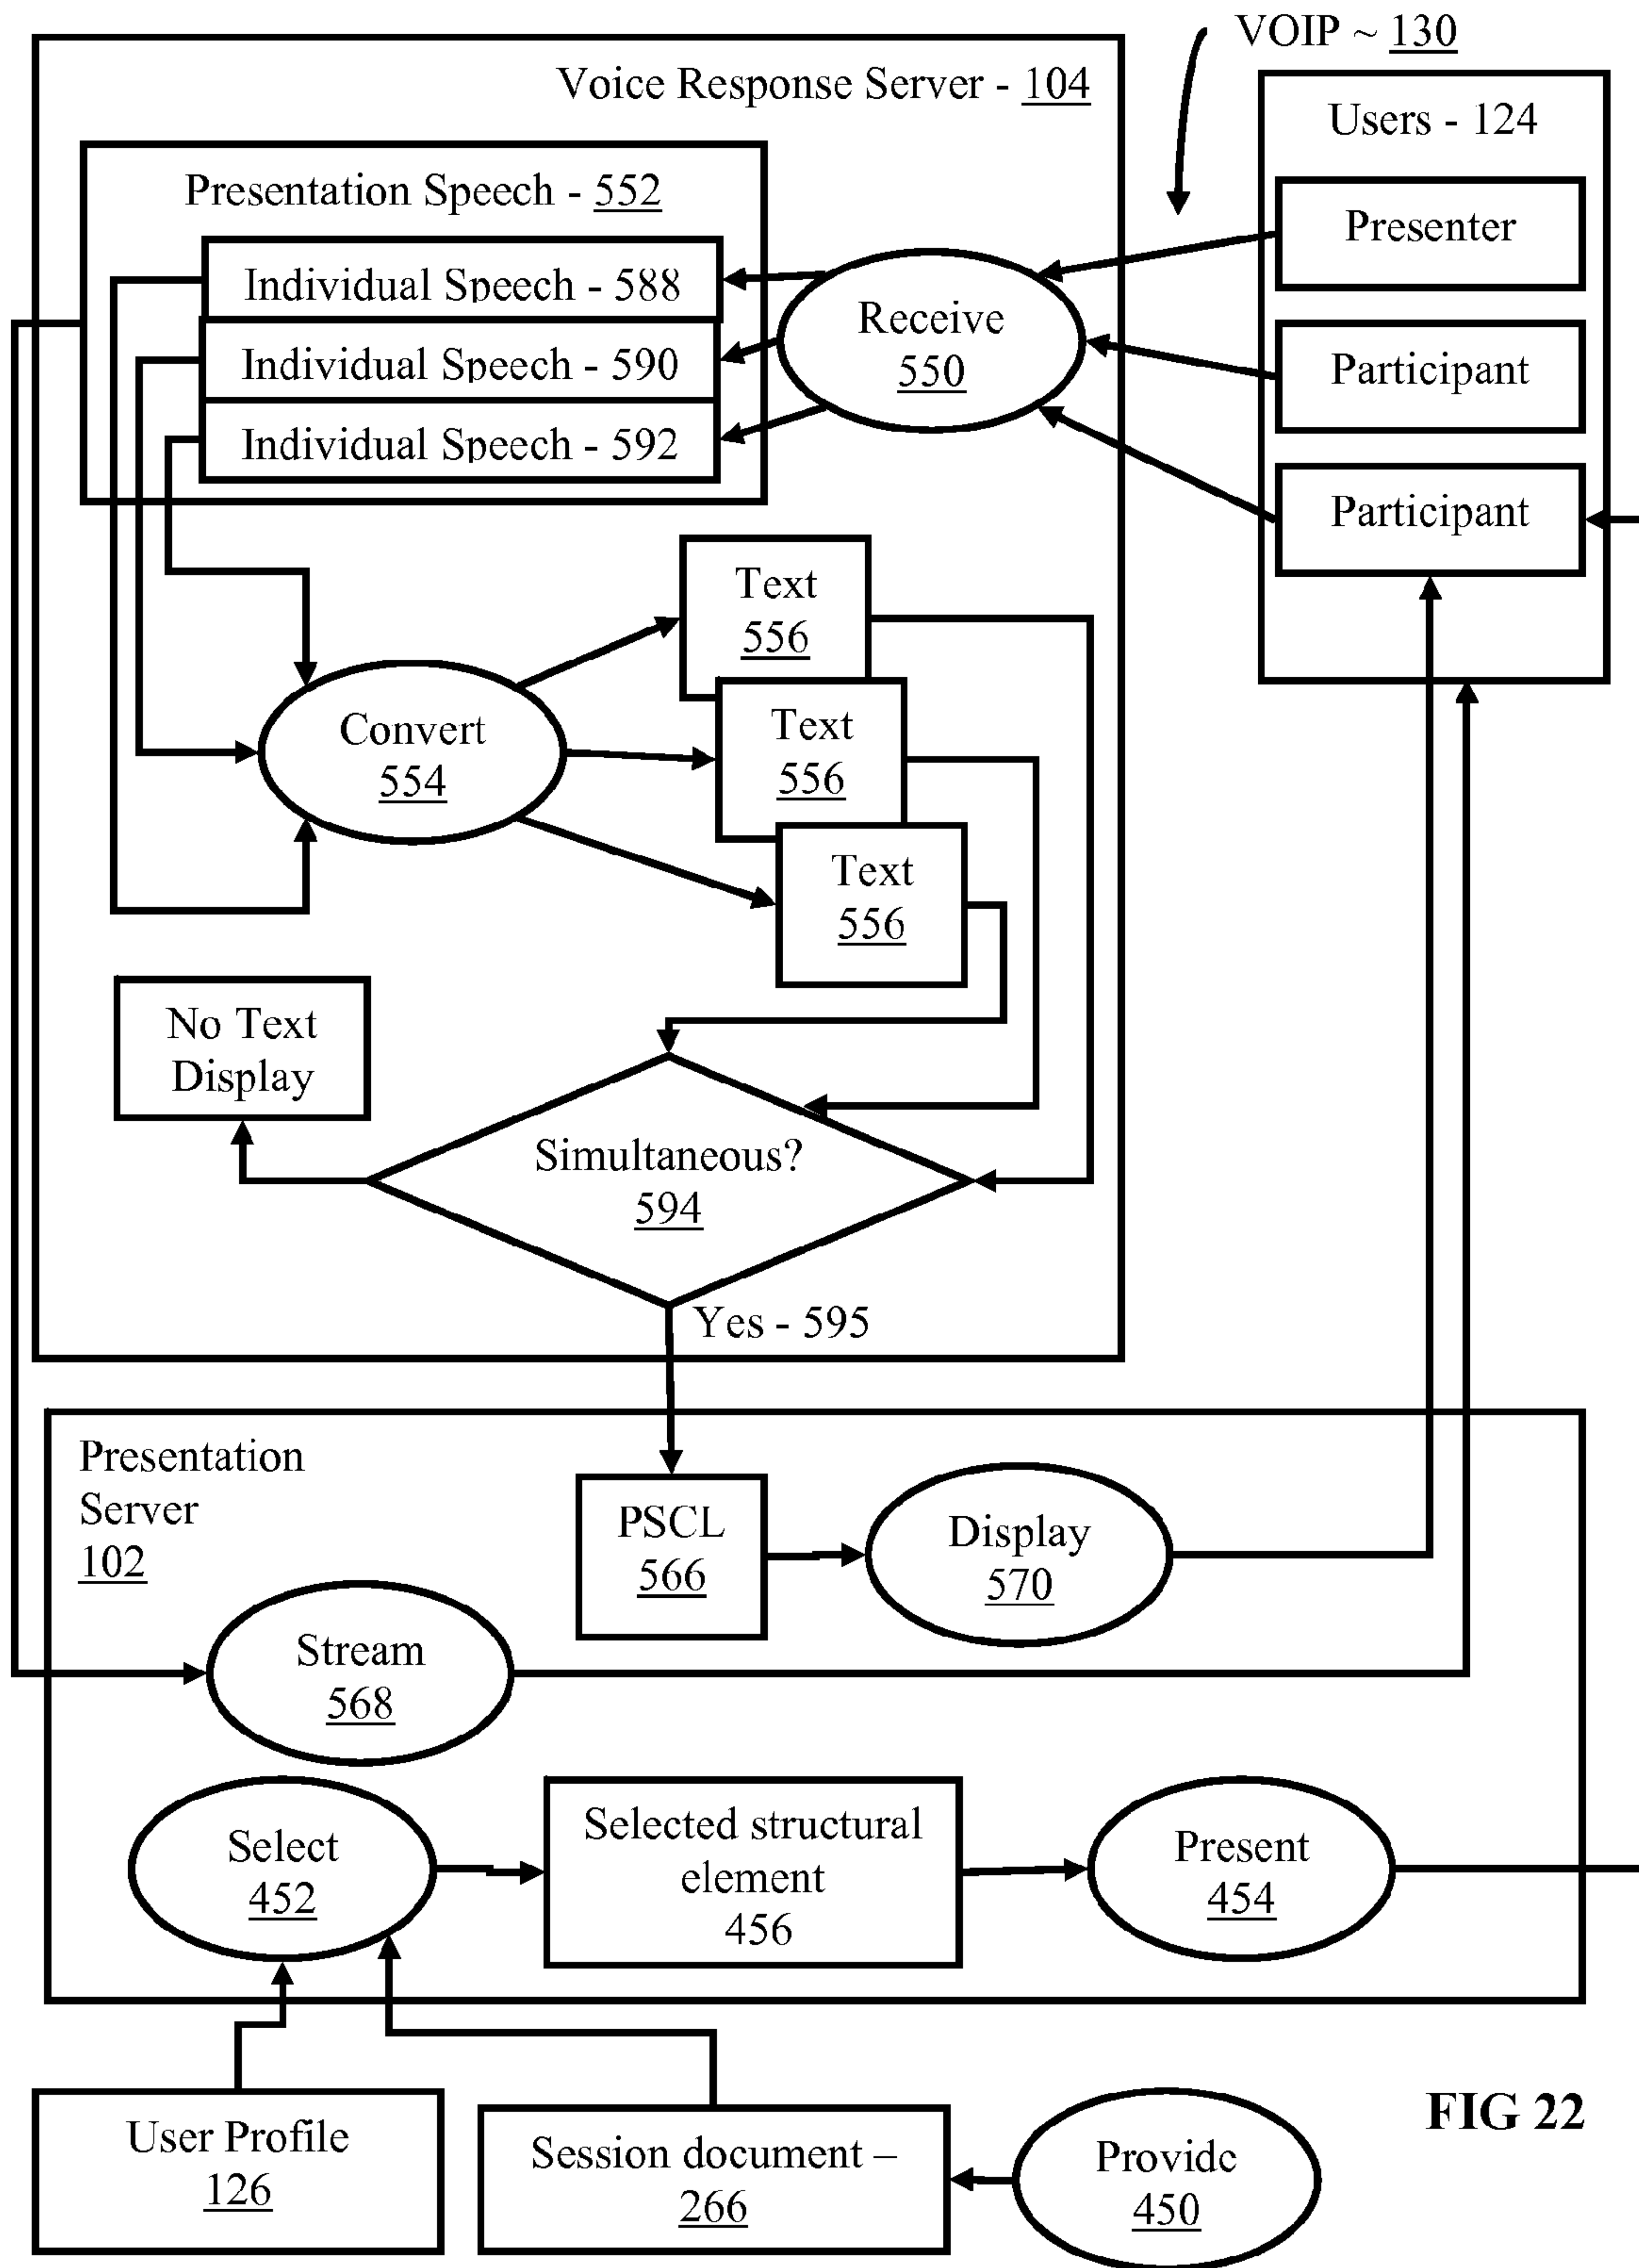 VOIP ~ 130
Voice Response Server - 104
Users - 124
Presentation Speech - 552
Presenter
Individual Speech - 588
Receive
550
Individual Speech - 590
Participant
Individual Speech - 592
Participant
Text
556
Convert
554
Text
556
Text
556
No Text
Display
Simultaneous?
594
Yes - 595
Presentation
Server
102
PSCL
566
Display
570
Stream
568
Select
452
Selected structural
element
456
Present
454
User Profile
126
Session document –
266
Provide
450
FIG 22